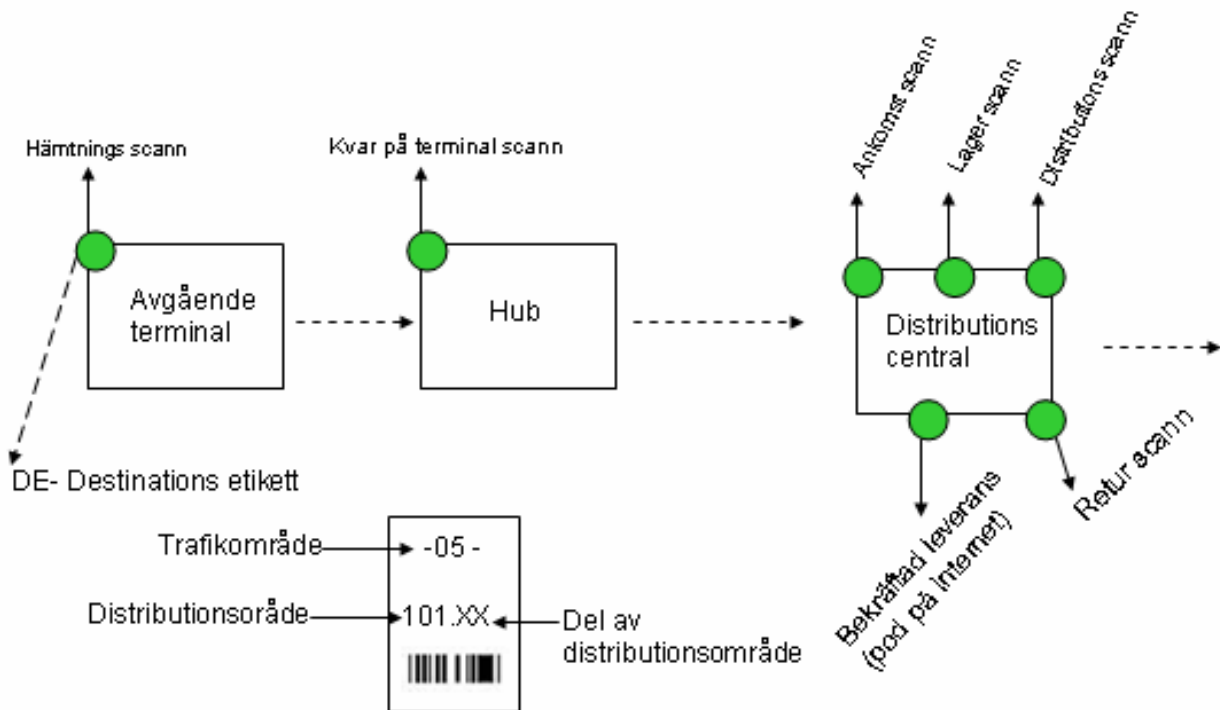 Ankomst scann
Lager scann
Distributions scann
Hämtnings scann
Kvar på terminal scann
Avgående
terminal
Hub
Distributions
central
DE- Destinations etikett
Retur scann
Bekräftad leverans
(pod på Internet)
Trafikområde
-05 -
Distributionsoråde
101.XX
Del av
distributionsområde